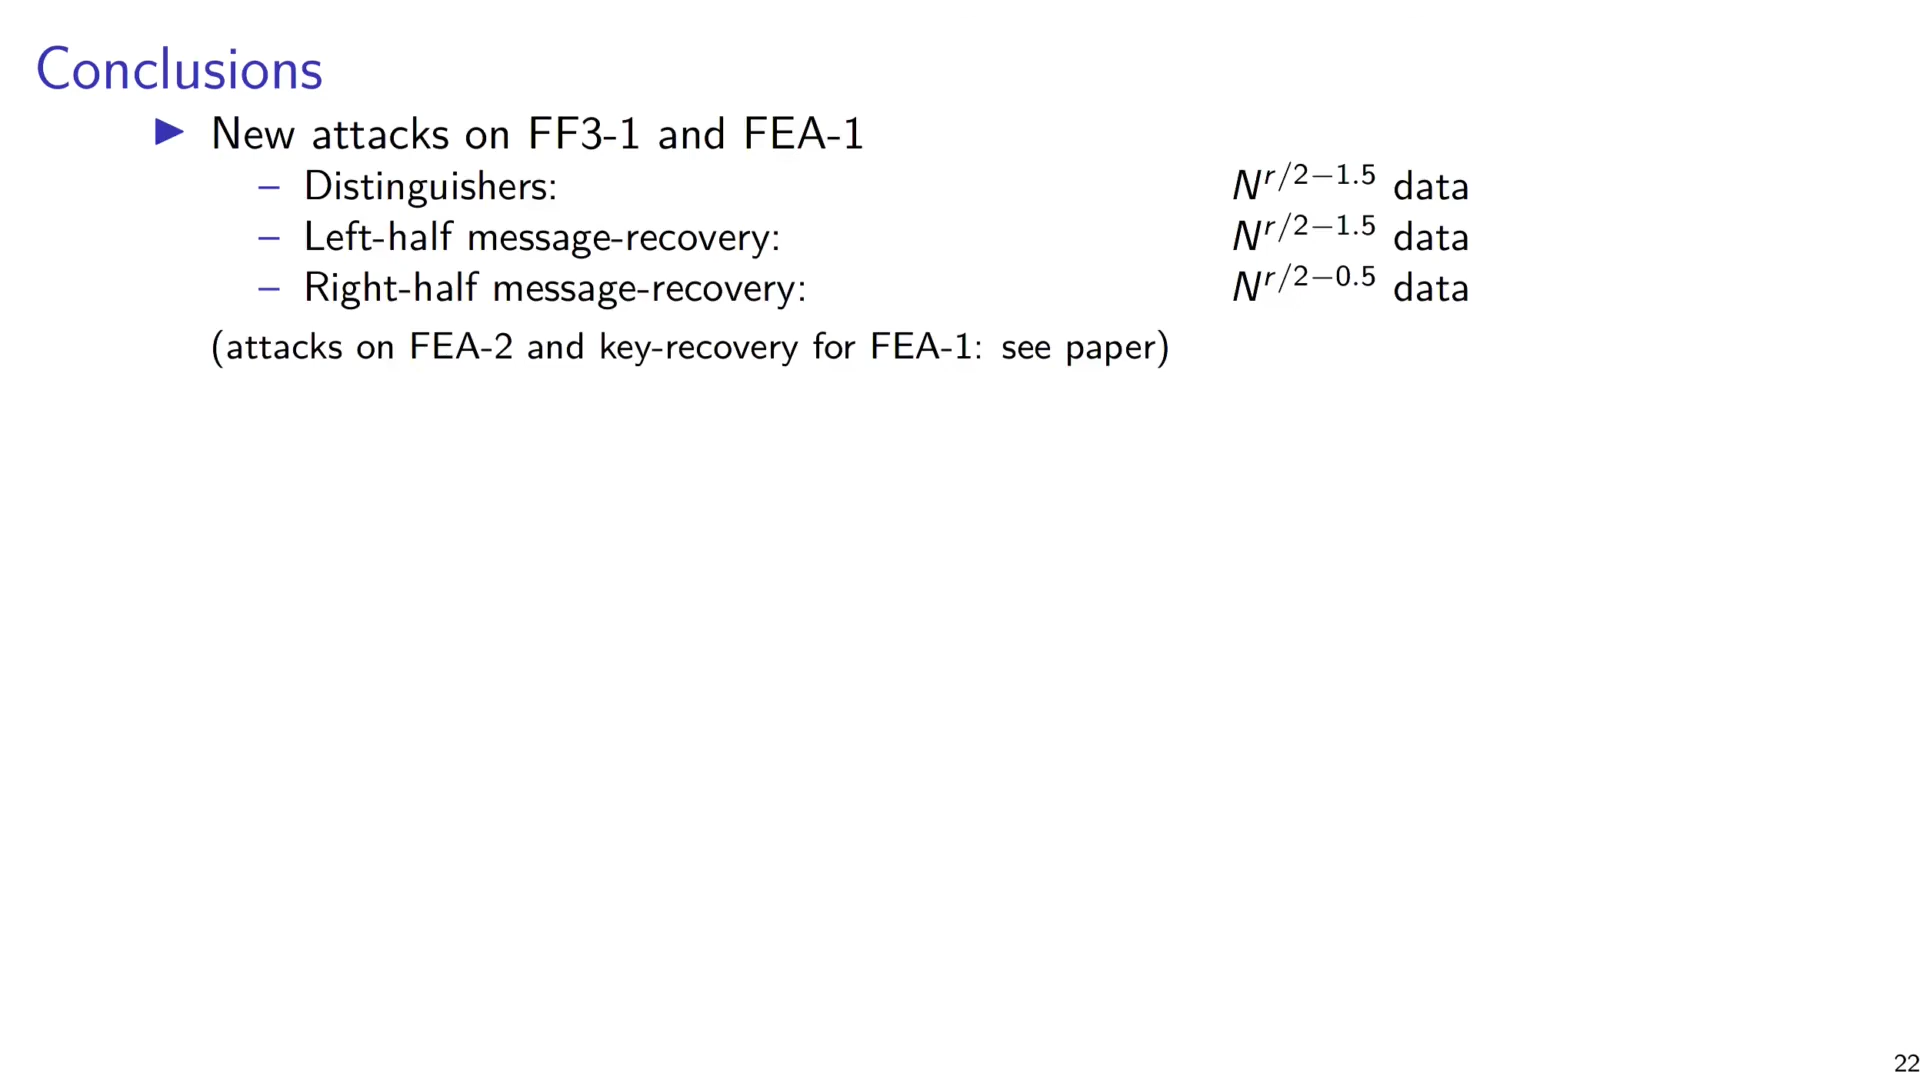 Conclusions
▶ New attacks on FF3-1 and FEA-1
– Distinguishers: N^{r/2−1.5} data
– Left-half message-recovery: N^{r/2−1.5} data
– Right-half message-recovery: N^{r/2−0.5} data
(attacks on FEA-2 and key-recovery for FEA-1: see paper)
22